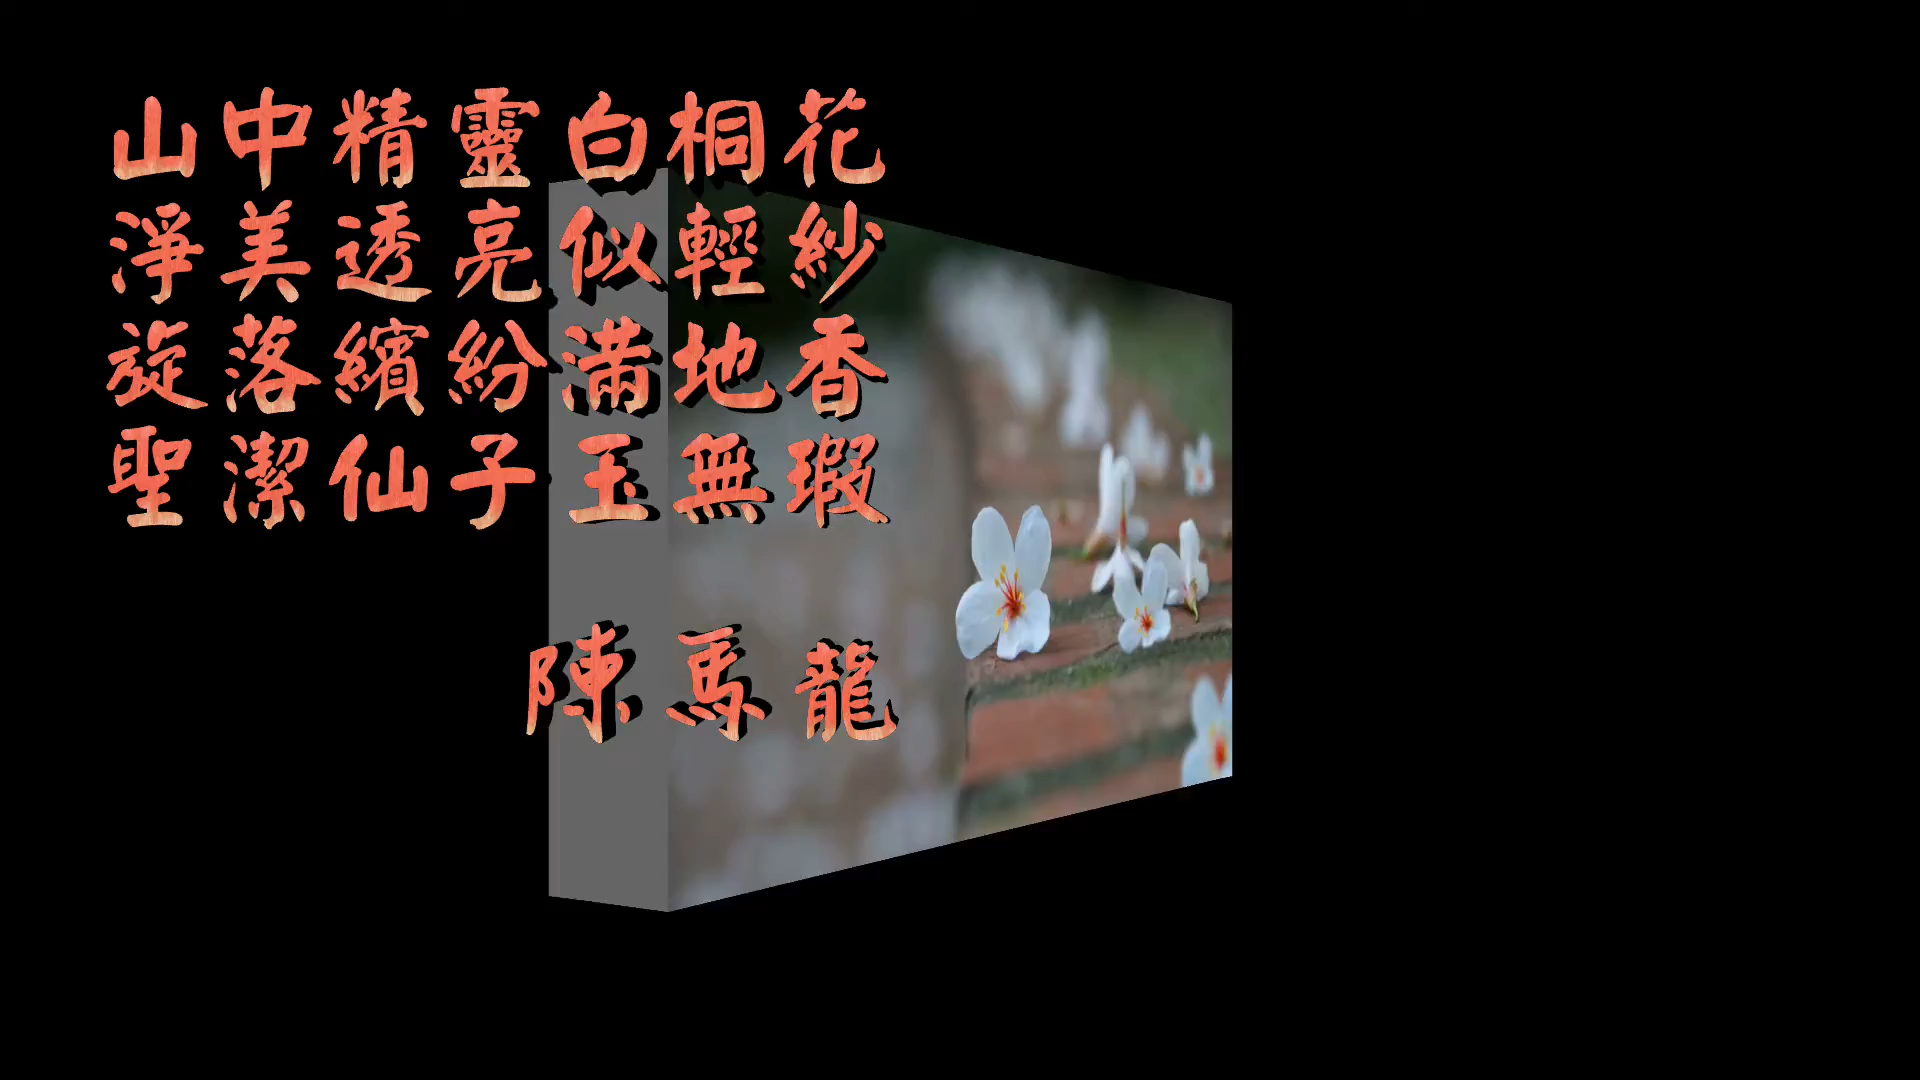 山中精靈白桐花
淨美透亮似輕紗
旋落繽紛滿地香
聖潔仙子玉無瑕
陳馬龍